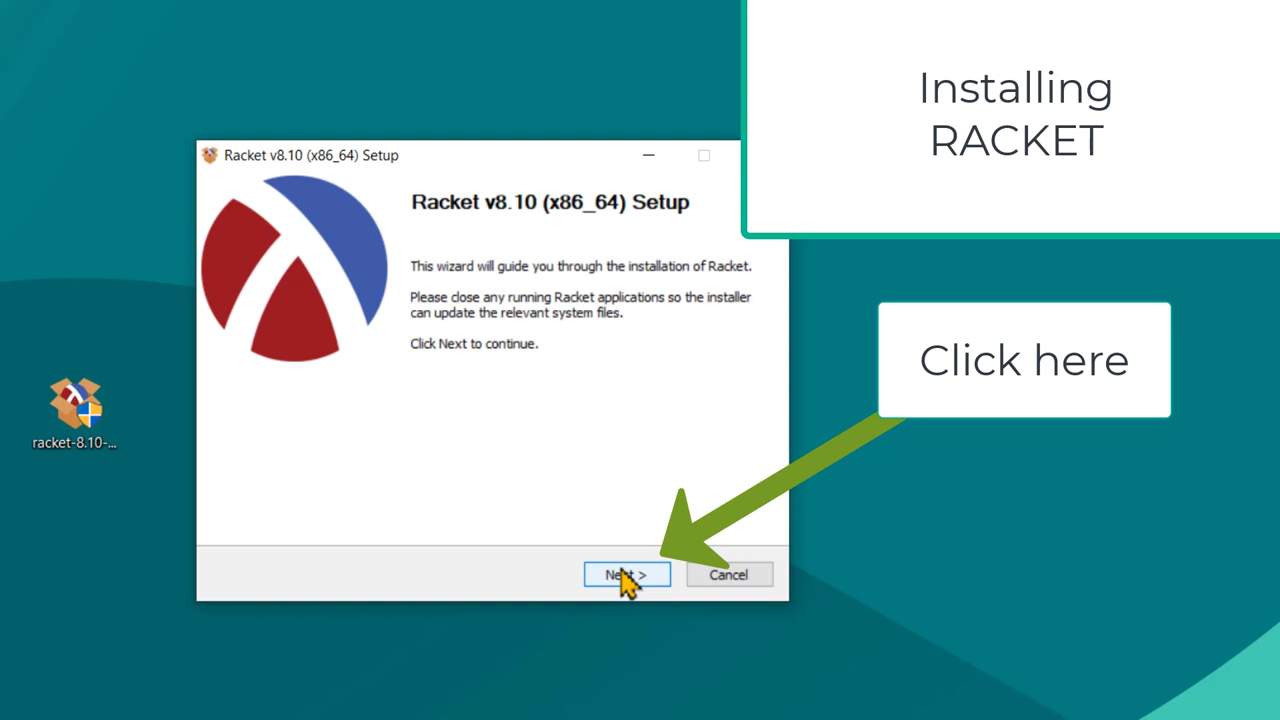 Installing
RACKET
Racket v8.10 (x86_64) Setup
Racket v8.10 (x86_64) Setup
This wizard will guide you through the installation of Racket.
Please close any running Racket applications so the installer
can update the relevant system files.
Click Next to continue.
Click here
racket-8.10-...
Next >
Cancel